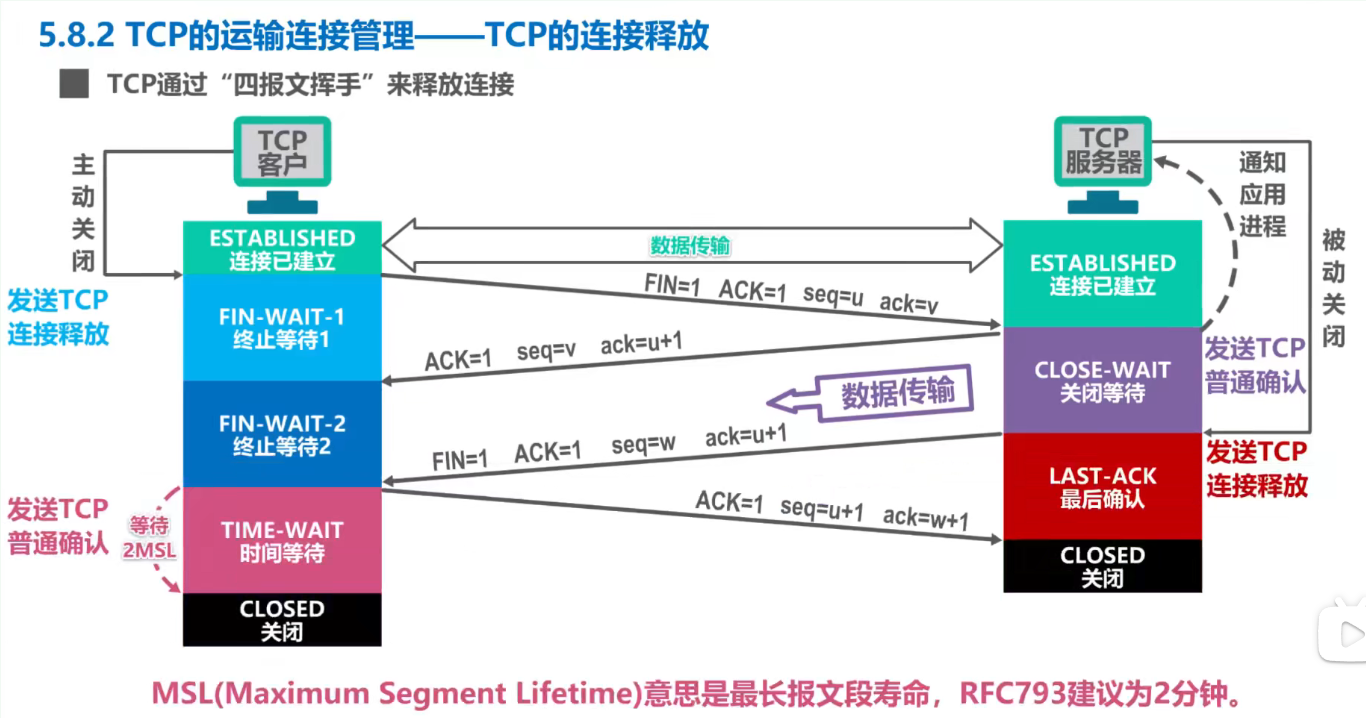 5.8.2 TCP的运输连接管理——TCP的连接释放
TCP通过“四报文挥手”来释放连接
TCP
客户
TCP
服务器
主动关闭
通知
应用
进程
被动关闭
ESTABLISHED
连接已建立
数据传输
ESTABLISHED
连接已建立
发送TCP
连接释放
FIN=1 ACK=1 seq=u ack=v
FIN-WAIT-1
终止等待1
ACK=1 seq=v ack=u+1
CLOSE-WAIT
关闭等待
发送TCP
普通确认
数据传输
FIN-WAIT-2
终止等待2
FIN=1 ACK=1 seq=w ack=u+1
LAST-ACK
最后确认
发送TCP
连接释放
发送TCP
普通确认
等待
2MSL
TIME-WAIT
时间等待
ACK=1 seq=u+1 ack=w+1
CLOSED
关闭
CLOSED
关闭
MSL(Maximum Segment Lifetime)意思是最长报文段寿命，RFC793建议为2分钟。